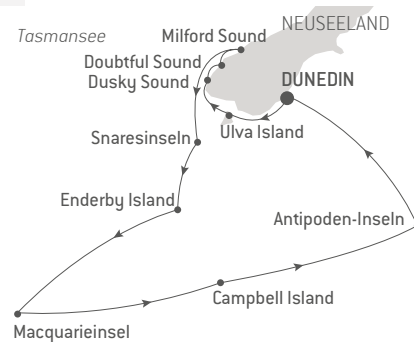 NEUSEELAND
Tasmansee
Milford Sound
Doubtful Sound
Dusky Sound
DUNEDIN
Ulva Island
Snaresinseln
Enderby Island
Antipoden-Inseln
Campbell Island
Macquarieinsel